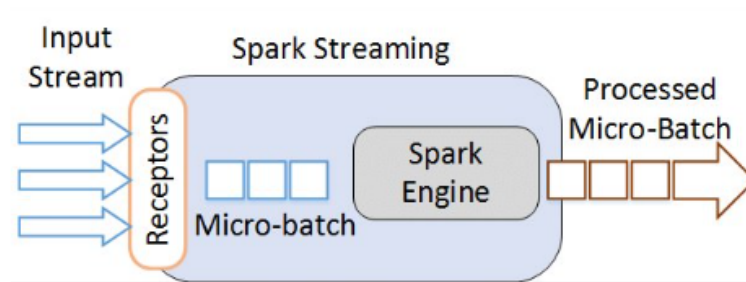 Input
Stream
Spark Streaming
Receptors
Micro-batch
Spark
Engine
Processed
Micro-Batch